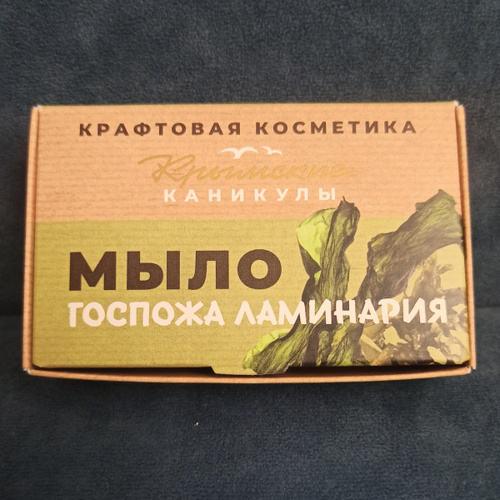 КРАФТОВАЯ КОСМЕТИКА
Крымские
КАНИКУЛЫ
МЫЛО
ГОСПОЖА ЛАМИНАРИЯ